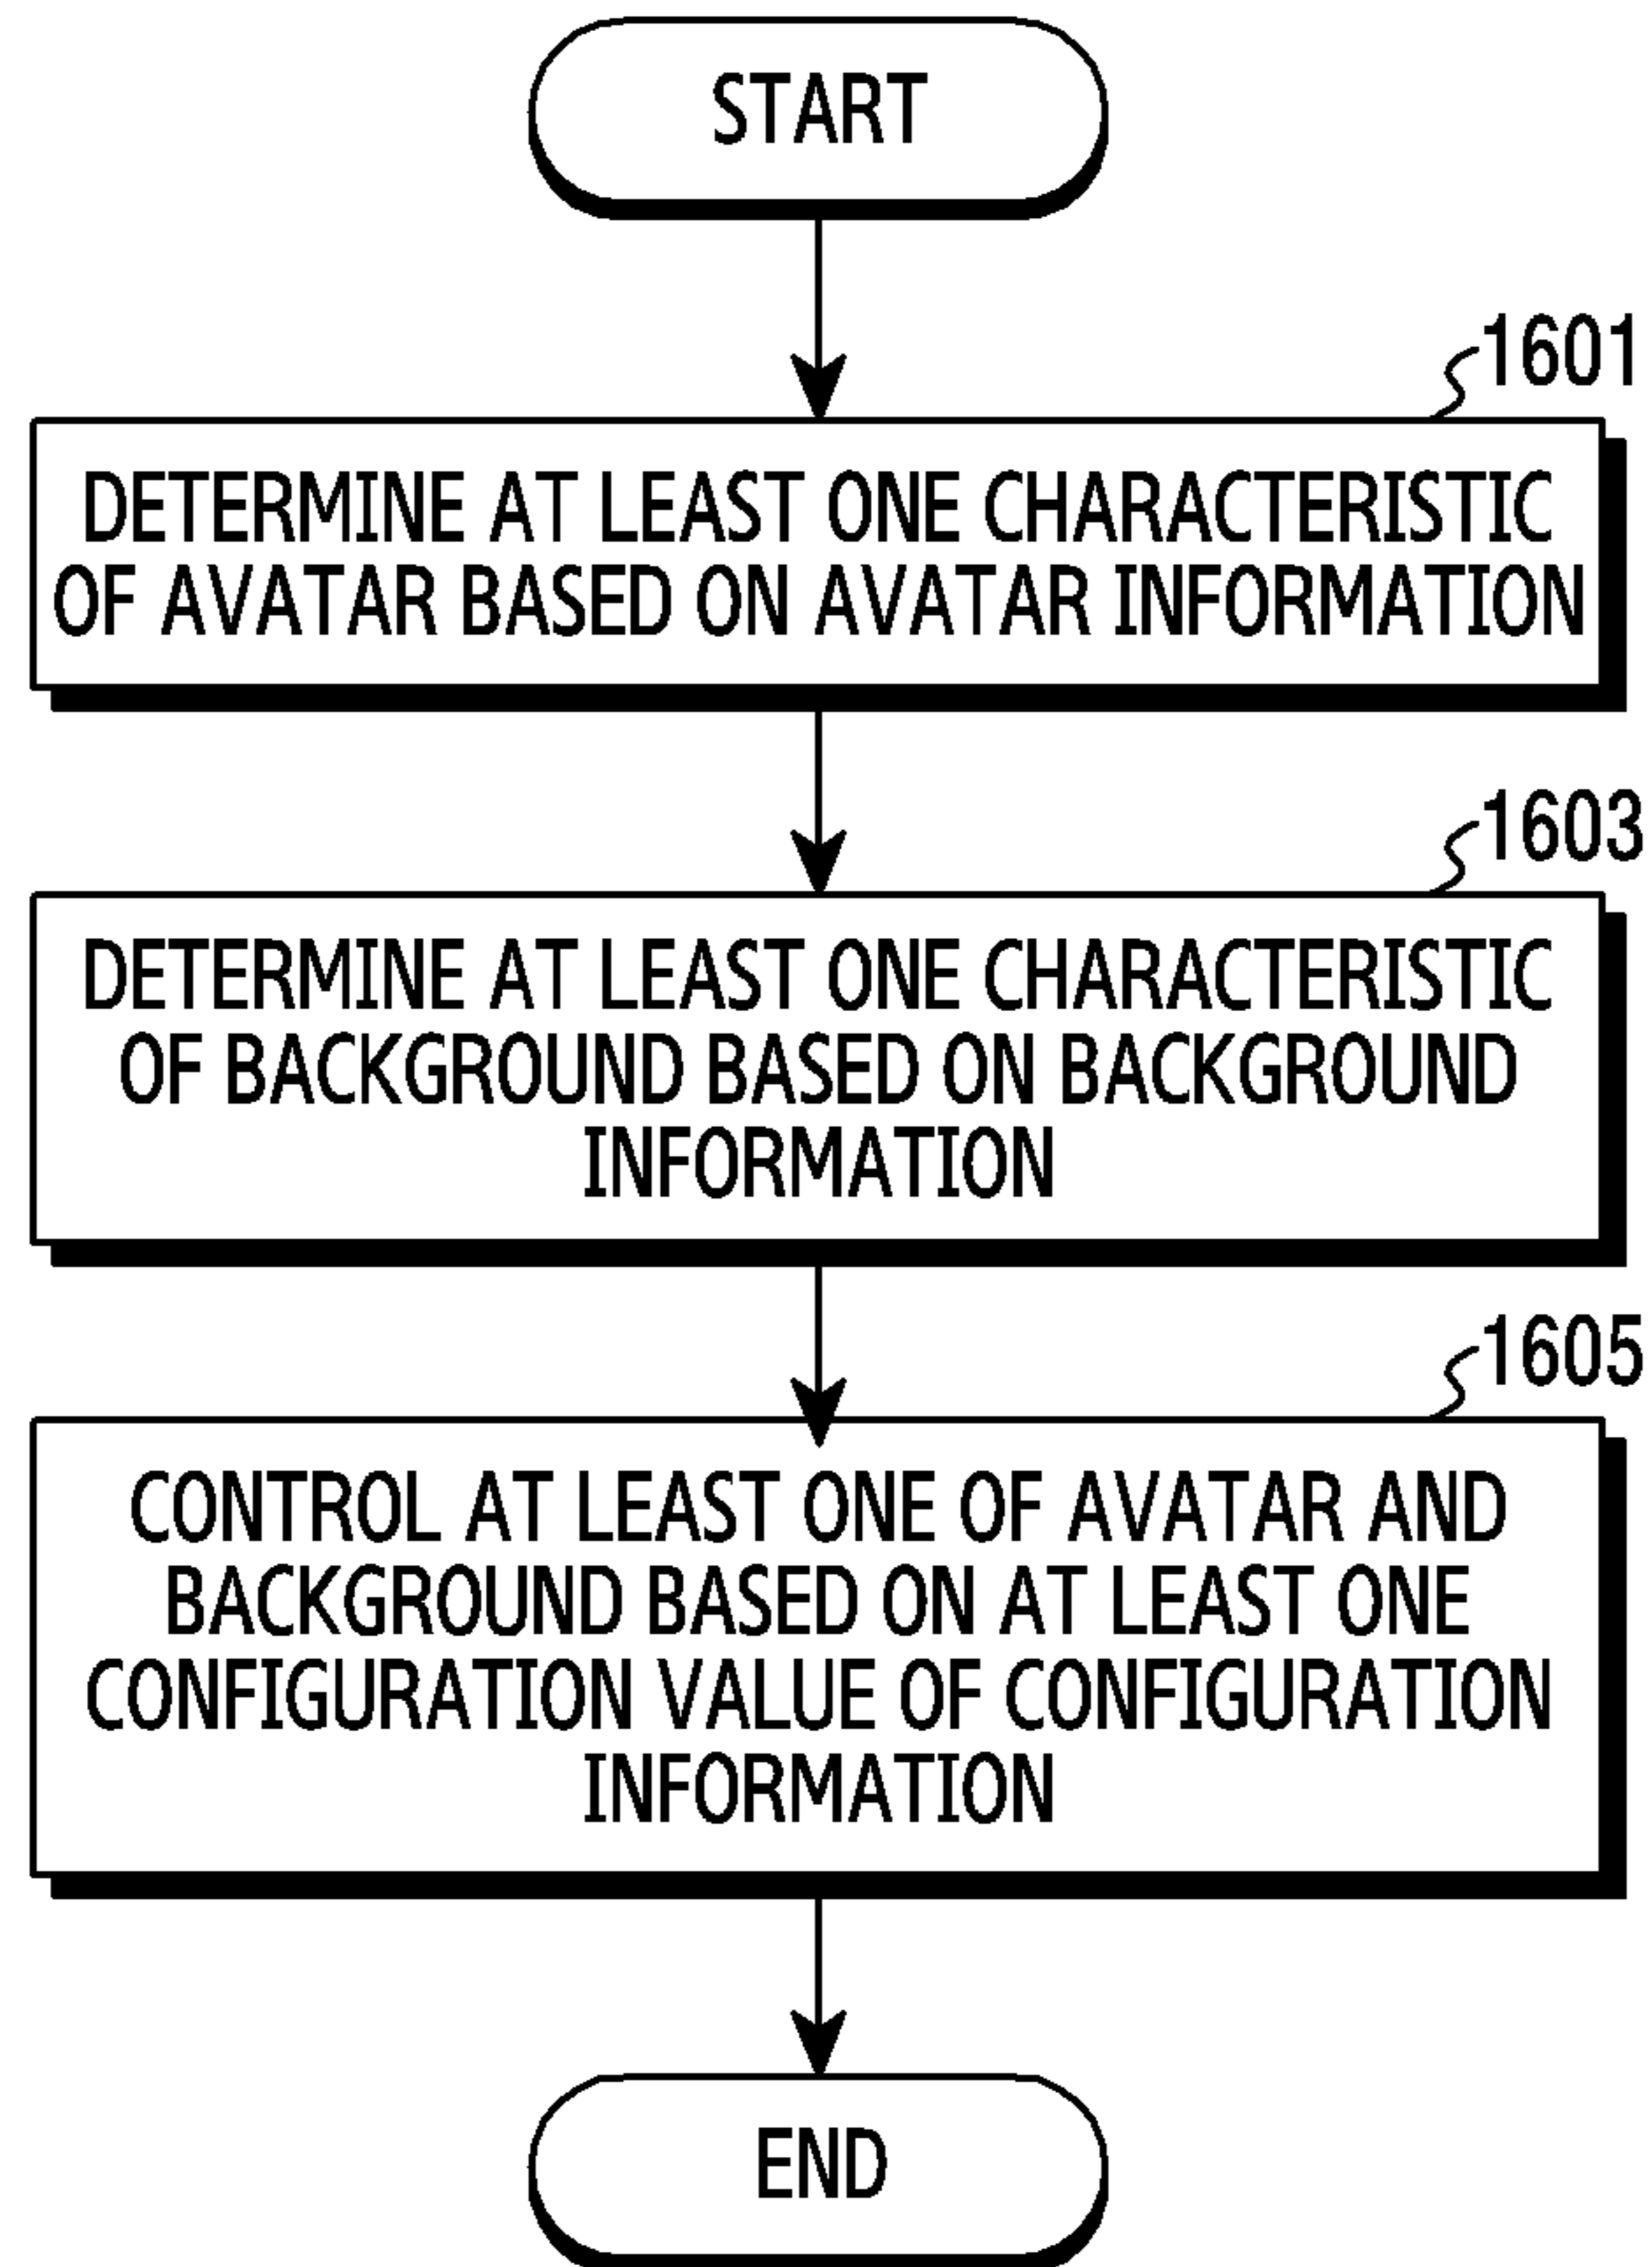 START
1601
DETERMINE AT LEAST ONE CHARACTERISTIC
OF AVATAR BASED ON AVATAR INFORMATION
1603
DETERMINE AT LEAST ONE CHARACTERISTIC
OF BACKGROUND BASED ON BACKGROUND
INFORMATION
1605
CONTROL AT LEAST ONE OF AVATAR AND
BACKGROUND BASED ON AT LEAST ONE
CONFIGURATION VALUE OF CONFIGURATION
INFORMATION
END